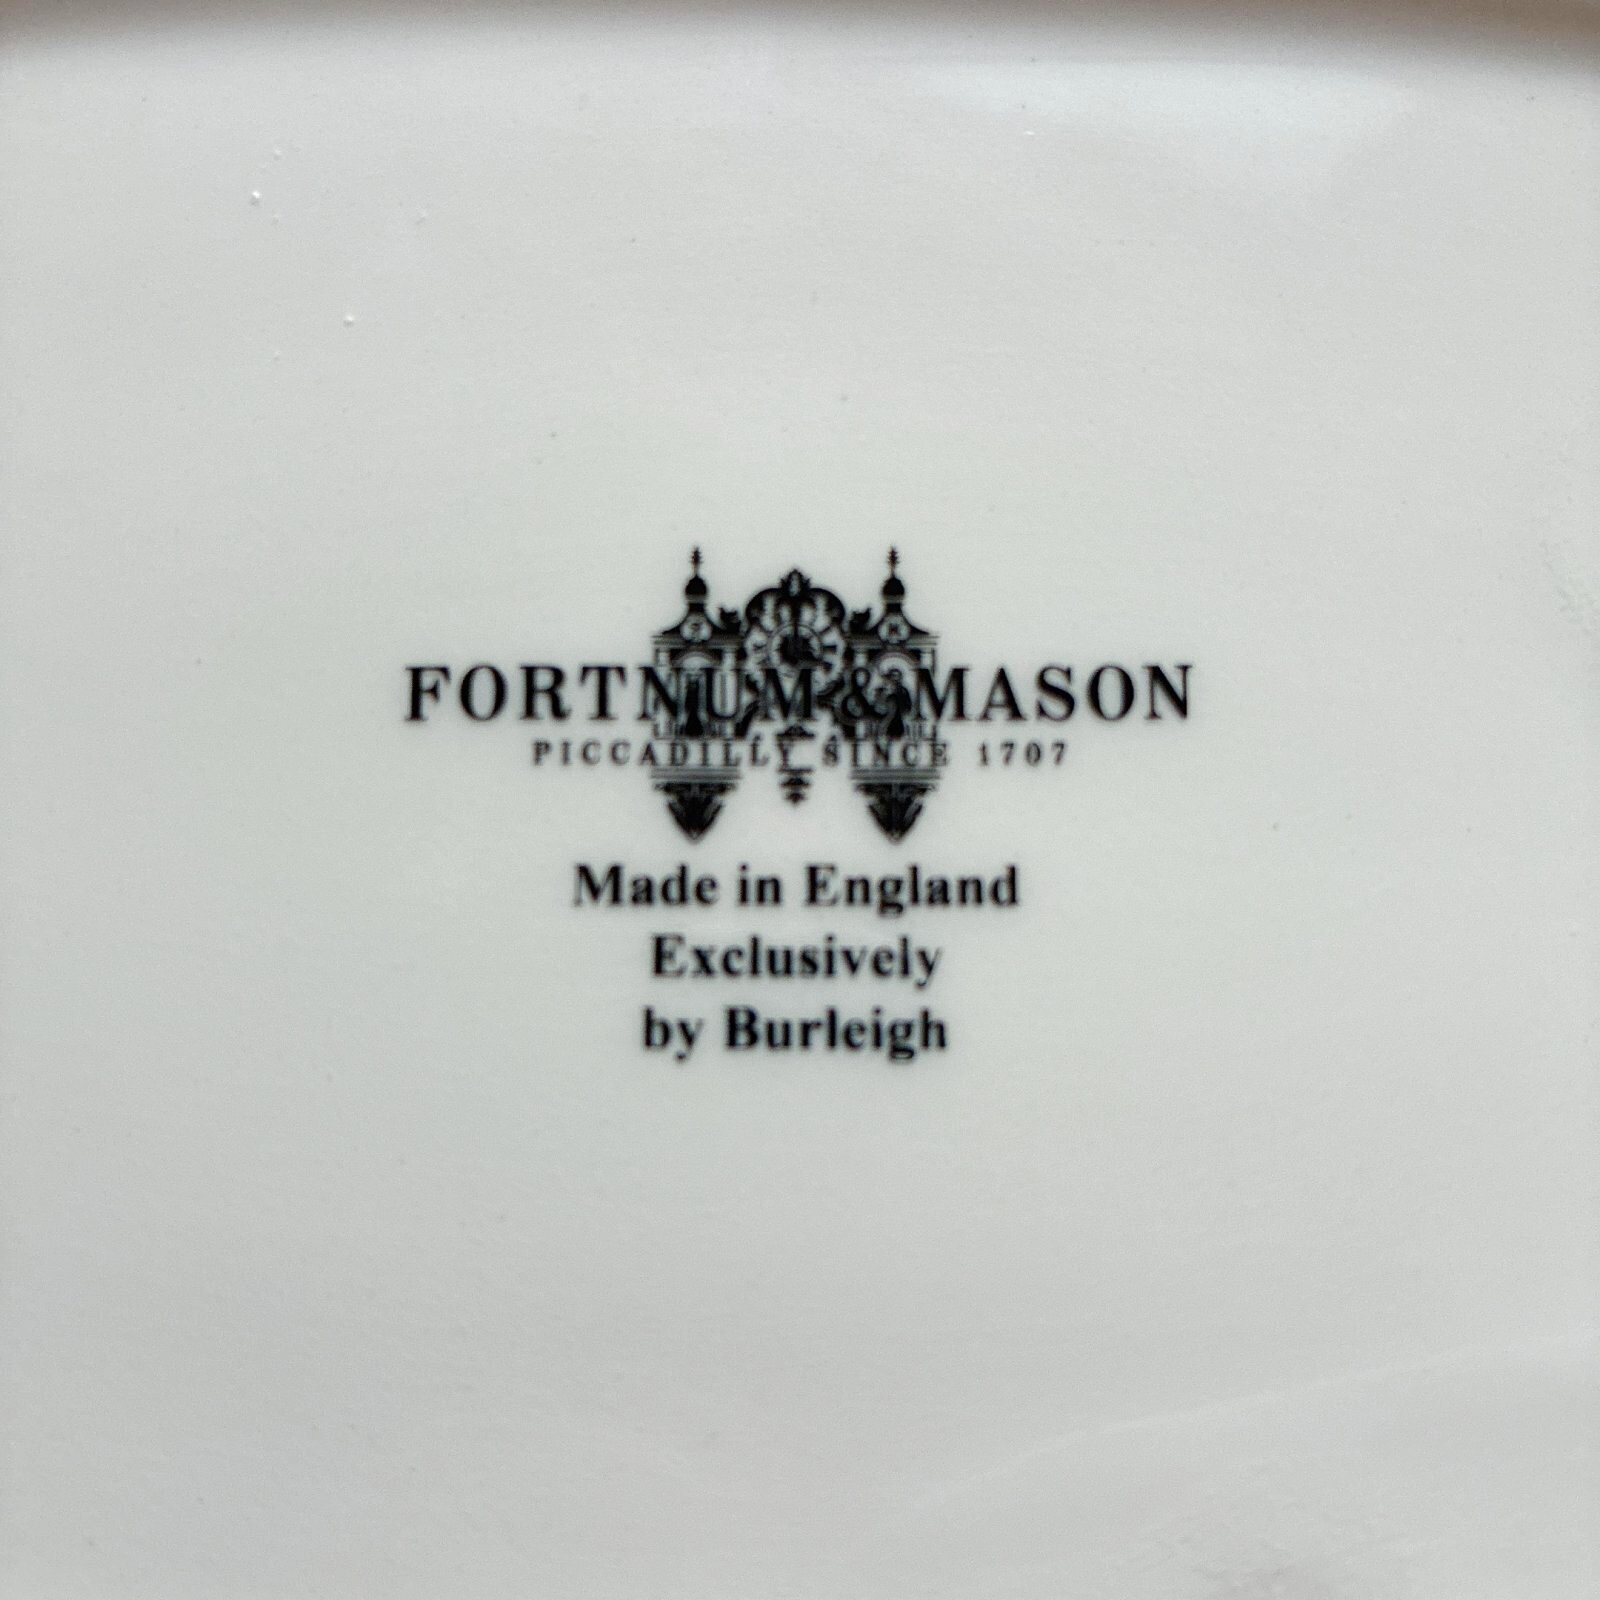 FORTNUM & MASON
PICCADILLY SINCE 1707
Made in England
Exclusively
by Burleigh